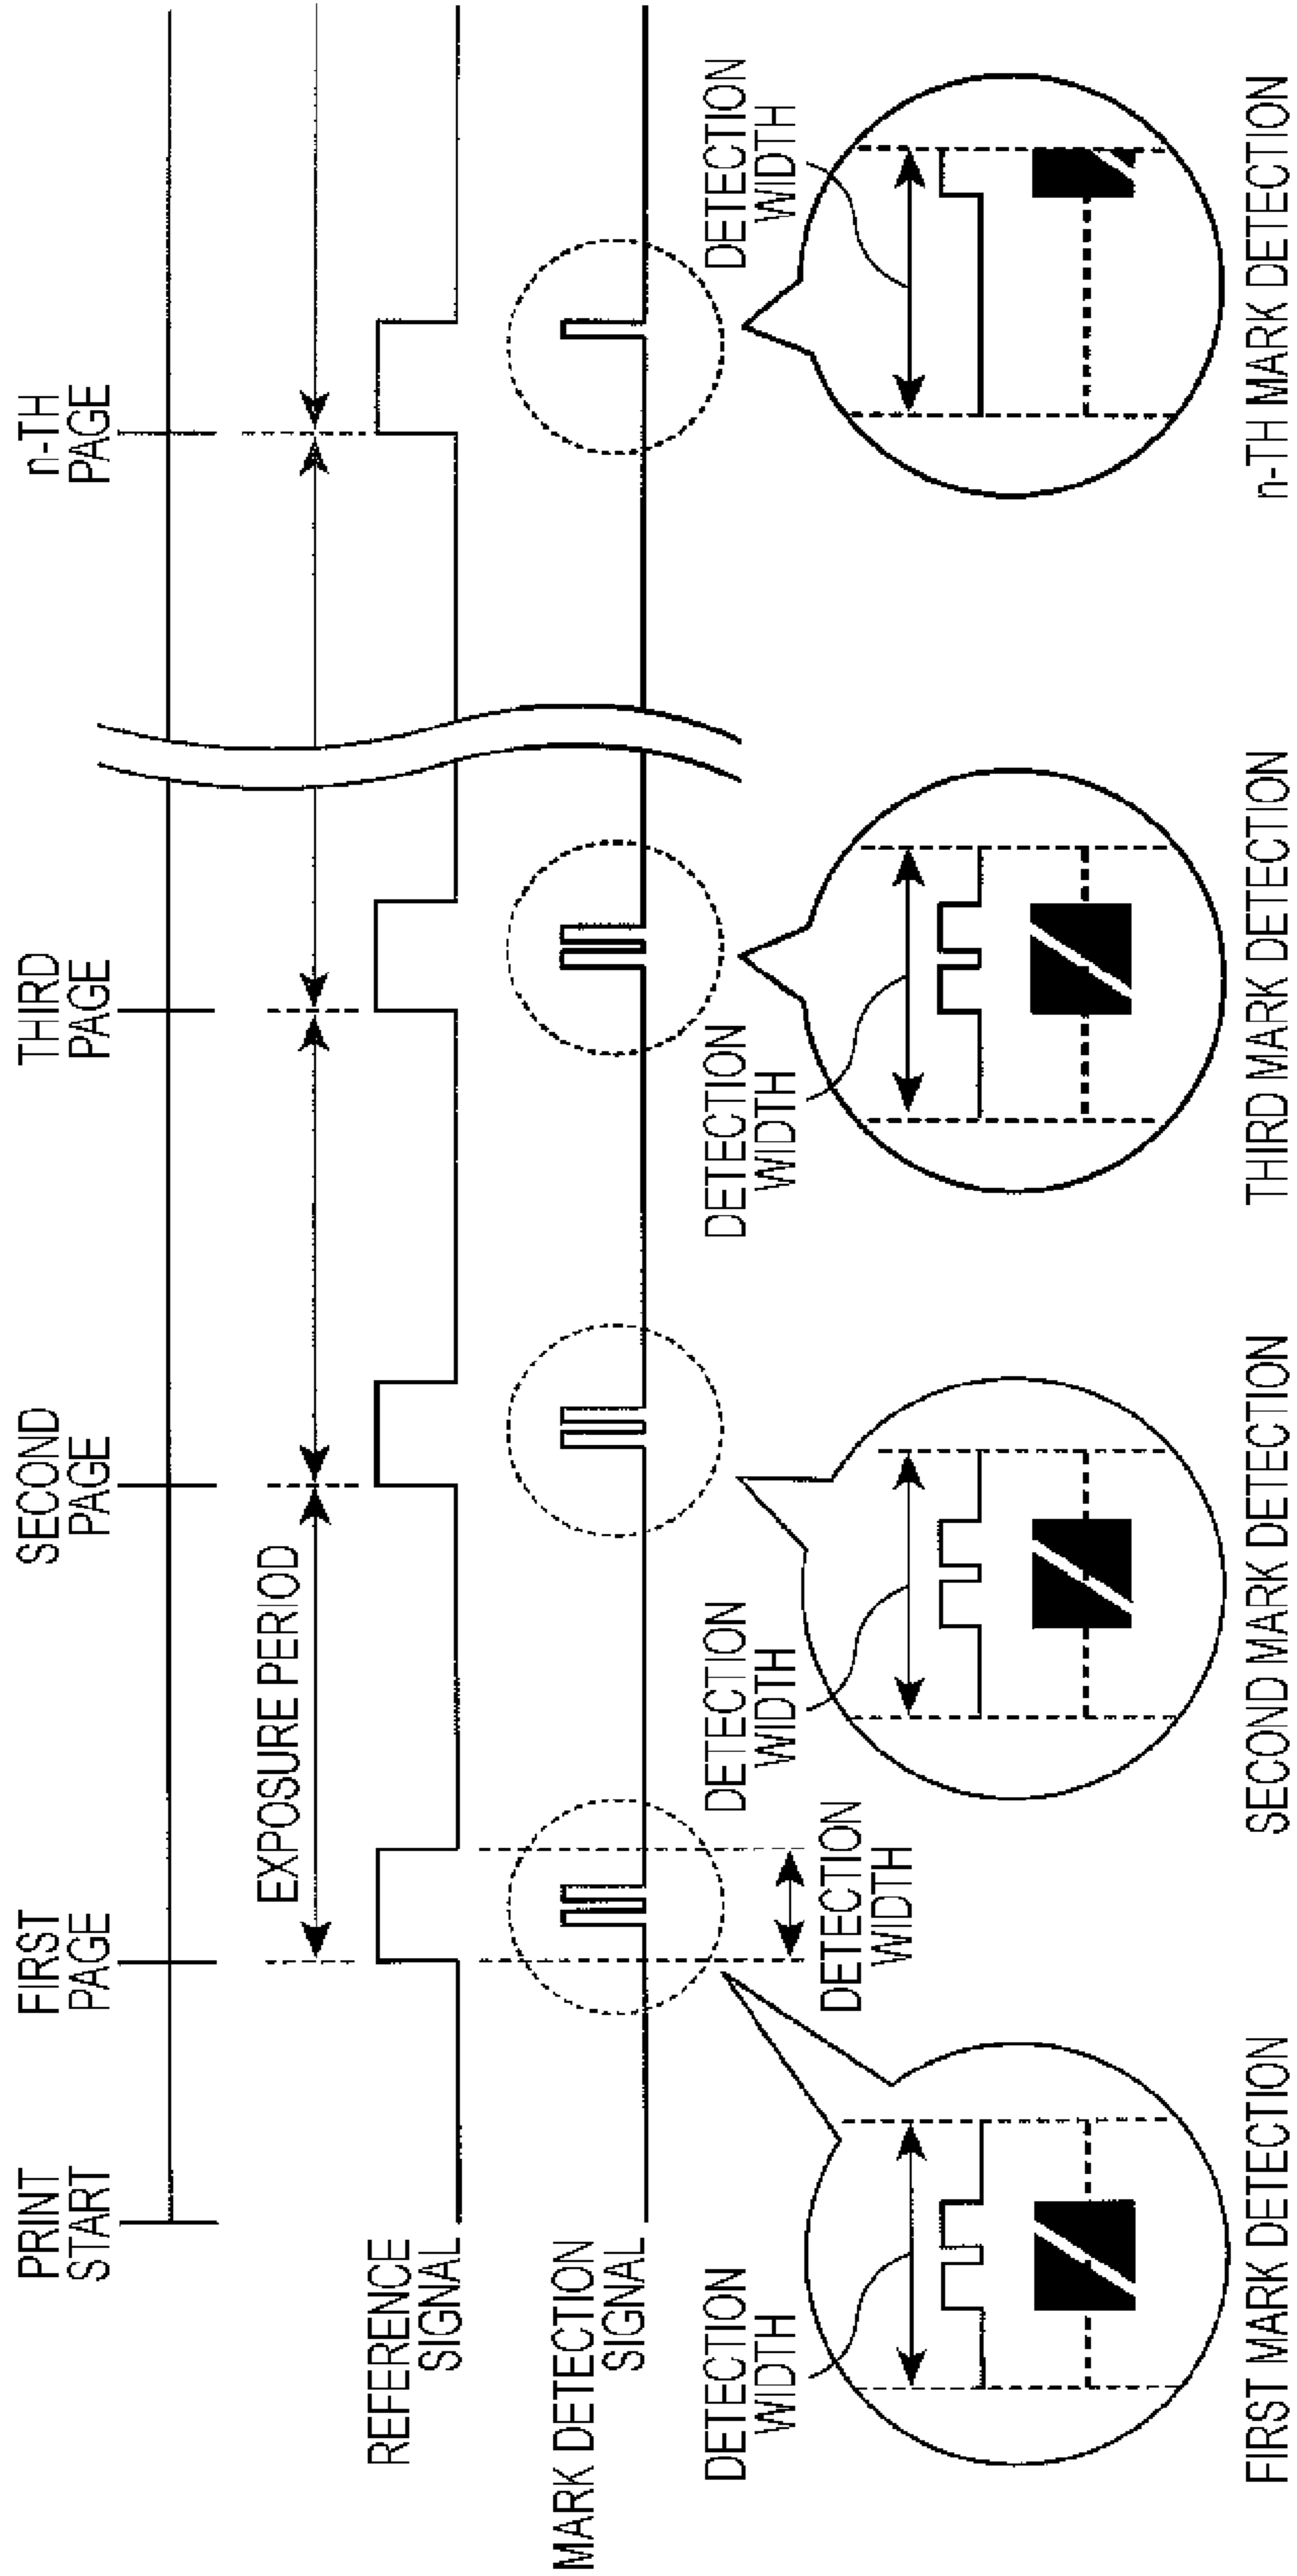 PRINT
START
FIRST
PAGE
SECOND
PAGE
THIRD
PAGE
n-TH
PAGE
EXPOSURE PERIOD
REFERENCE
SIGNAL
MARK DETECTION
SIGNAL
DETECTION
WIDTH
DETECTION
WIDTH
DETECTION
WIDTH
DETECTION
WIDTH
DETECTION
WIDTH
FIRST MARK DETECTION
SECOND MARK DETECTION
THIRD MARK DETECTION
n-TH MARK DETECTION